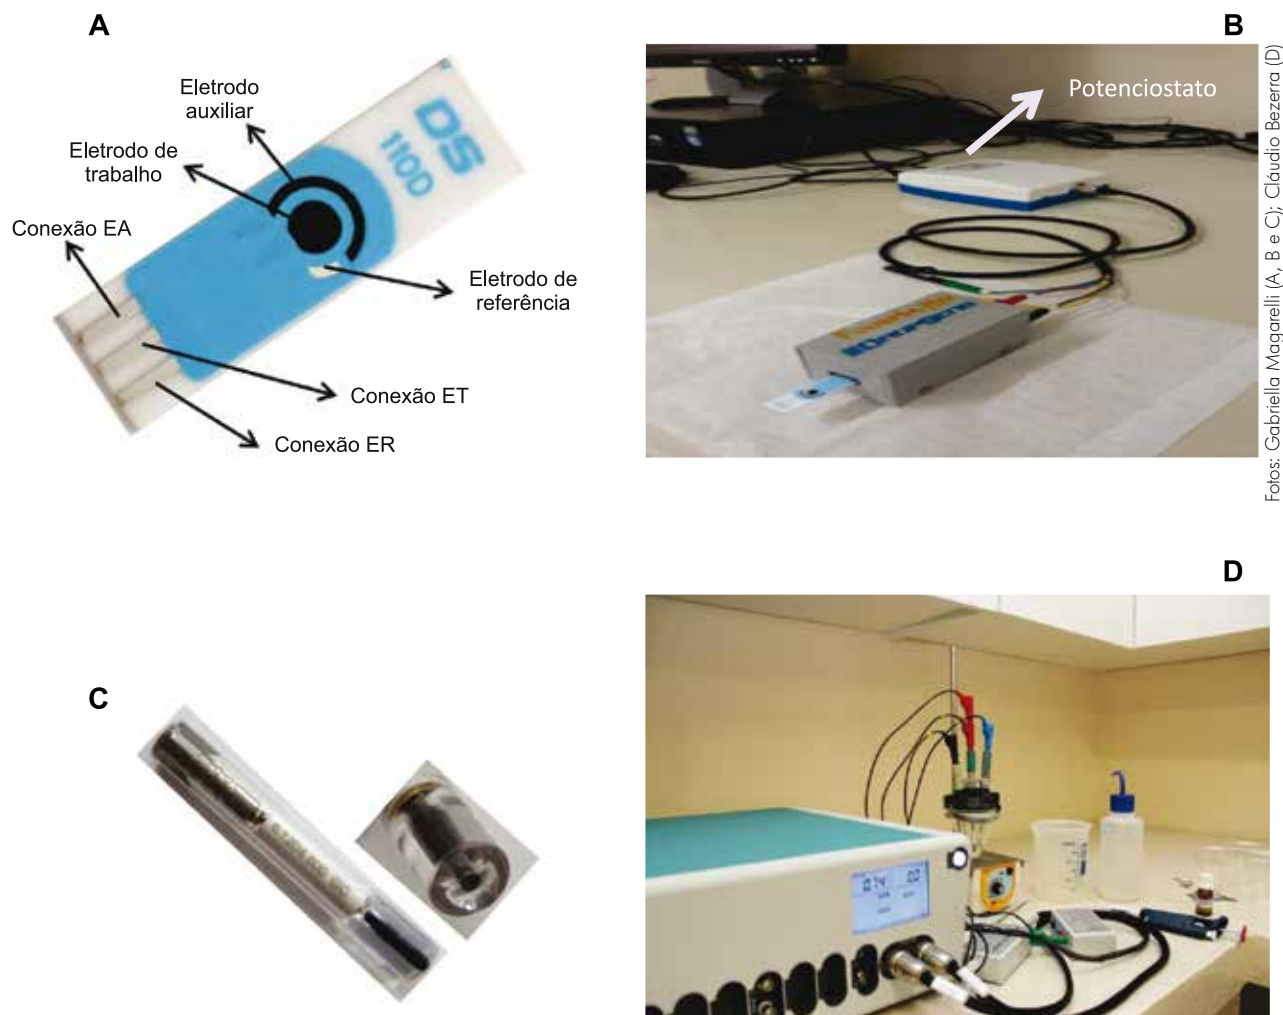 A
Eletrodo
auxiliar
Eletrodo de
trabalho
Conexão EA
DS
110D
Eletrodo de
referência
Conexão ET
Conexão ER
B
Potenciostato
DropSens
Fotos: Gabriella Magarelli (A, B e C); Cláudio Bezerra (D)
C
D